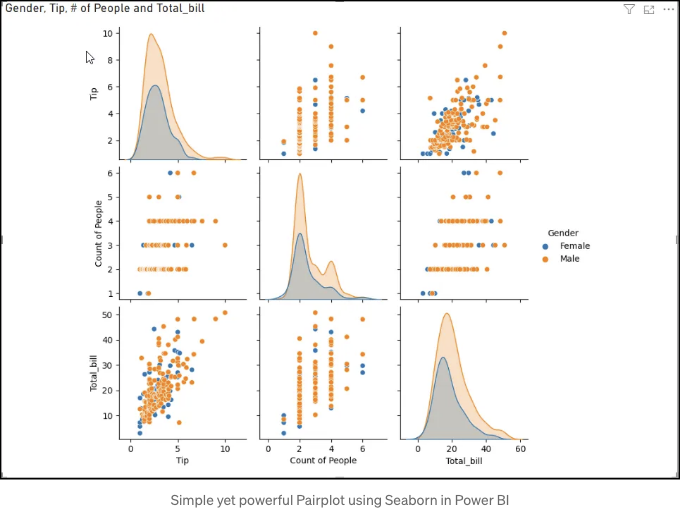 Gender, Tip, # of People and Total_bill
10
8
6
4
2
Tip
6
5
4
3
2
1
Count of People
Gender
Female
Male
50
40
30
20
10
Total_bill
0 5 10
Tip
0 2 4 6
Count of People
0 20 40 60
Total_bill
Simple yet powerful Pairplot using Seaborn in Power BI